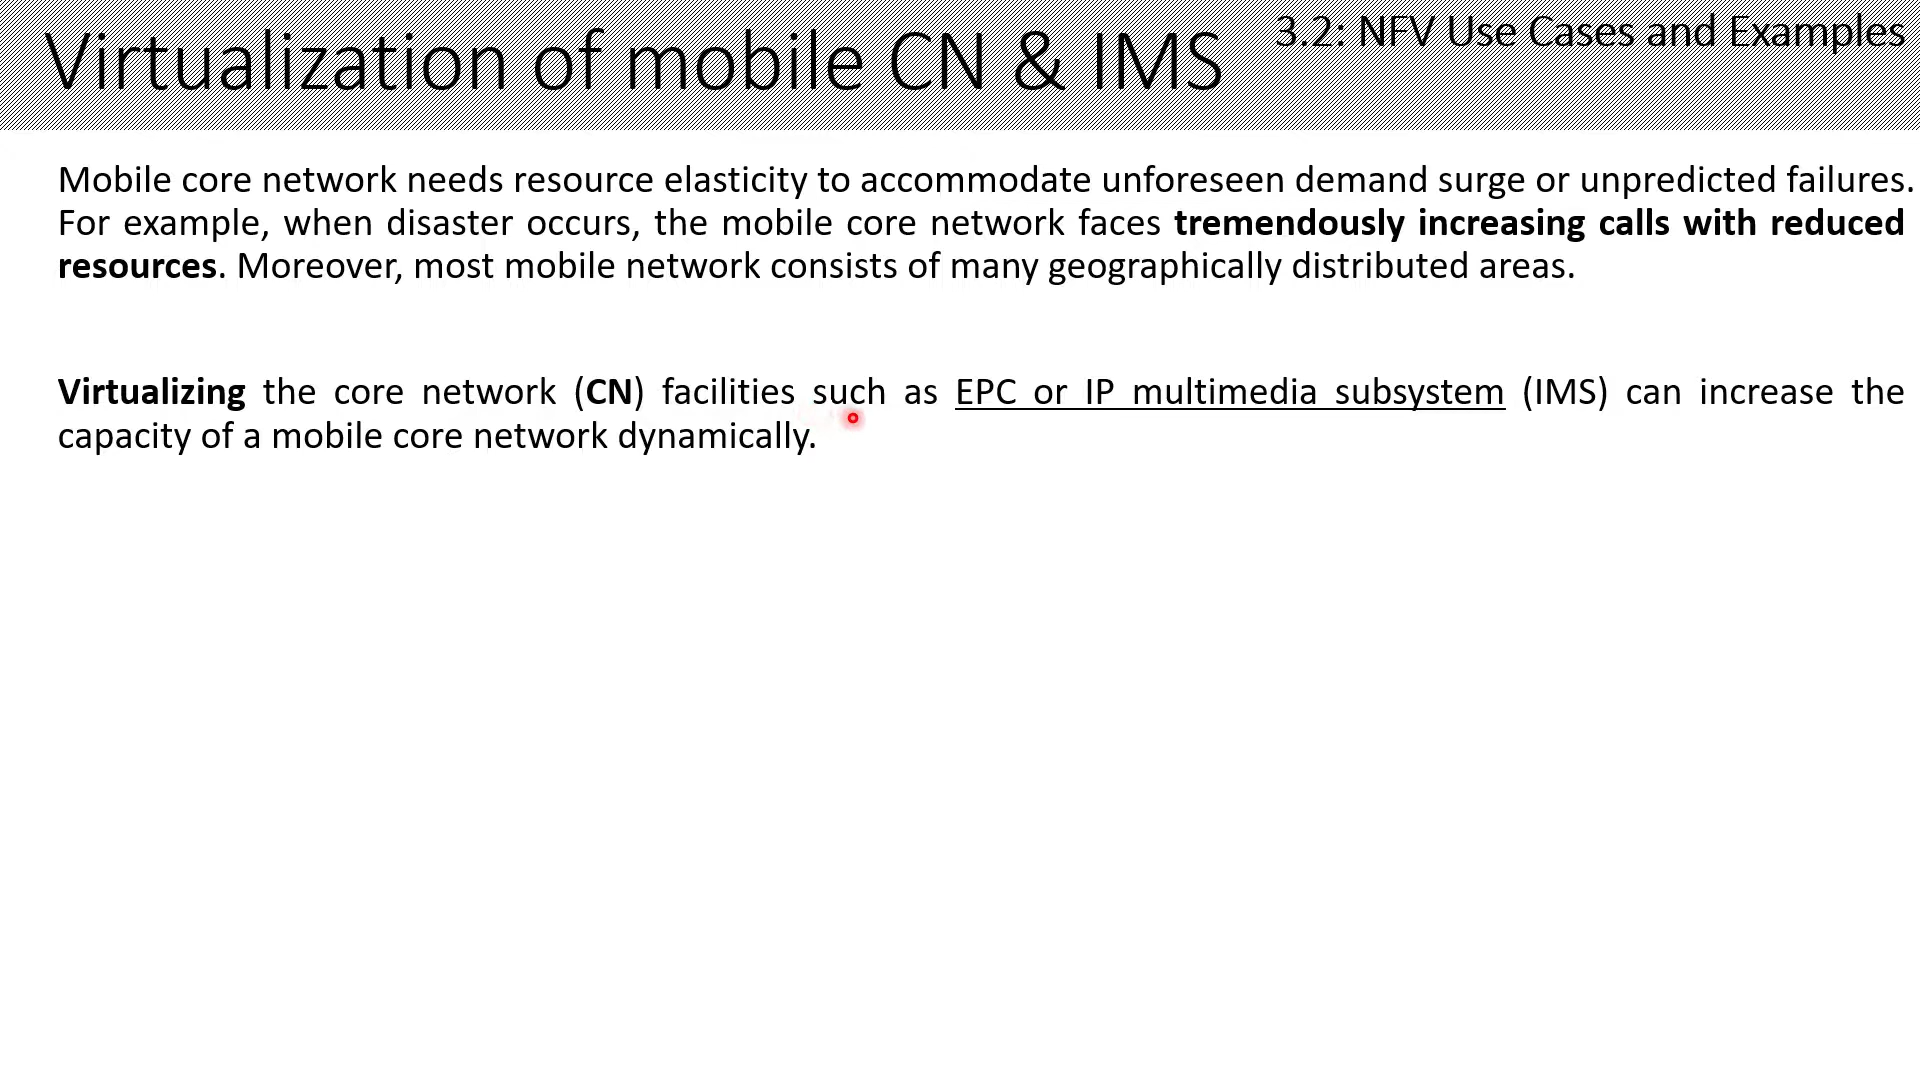 Virtualization of mobile CN & IMS
3.2: NFV Use Cases and Examples
Mobile core network needs resource elasticity to accommodate unforeseen demand surge or unpredicted failures.
For example, when disaster occurs, the mobile core network faces tremendously increasing calls with reduced
resources. Moreover, most mobile network consists of many geographically distributed areas.
Virtualizing the core network (CN) facilities such as EPC or IP multimedia subsystem (IMS) can increase the
capacity of a mobile core network dynamically.